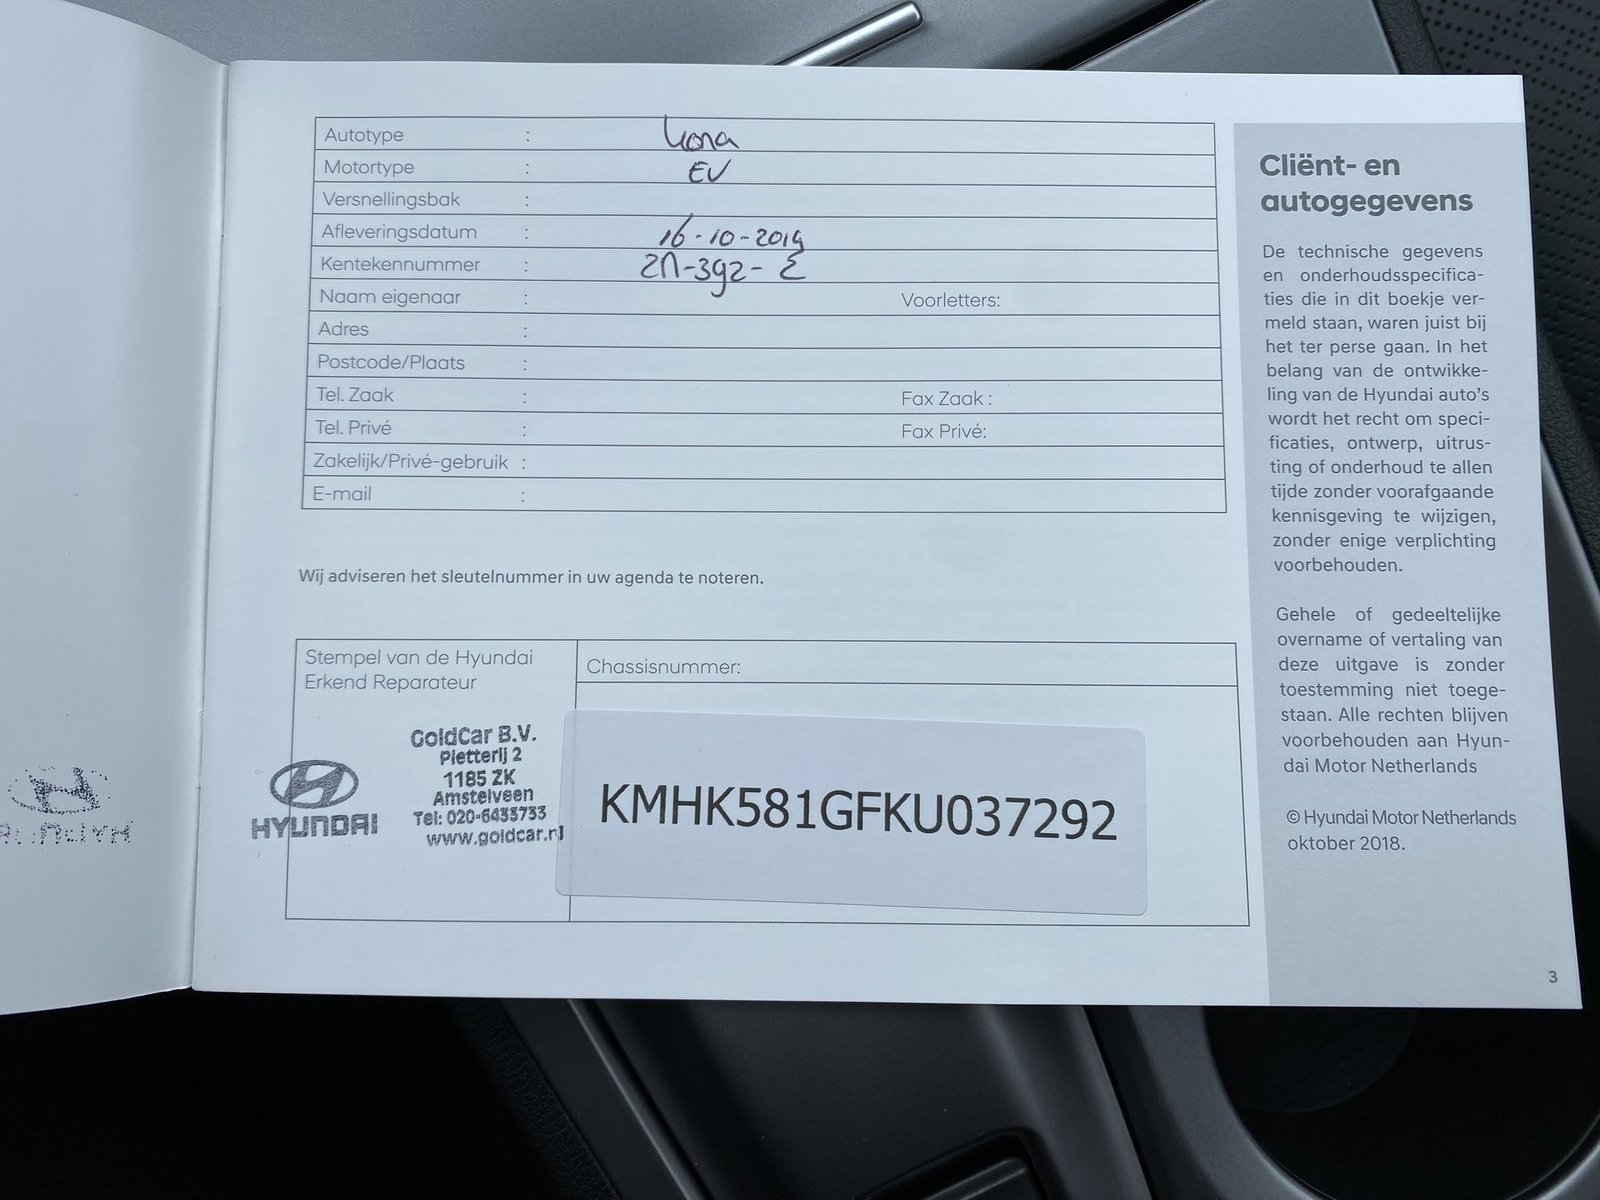 Autotype : Kona
Motortype : EV
Versnellingsbak :
Afleveringsdatum : 16-10-2019
Kentekennummer : ZN-392-Z
Naam eigenaar : Voorletters:
Adres :
Postcode/Plaats :
Tel. Zaak : Fax Zaak :
Tel. Privé : Fax Privé:
Zakelijk/Privé-gebruik :
E-mail :
Wij adviseren het sleutelnummer in uw agenda te noteren.
Stempel van de Hyundai
Erkend Reparateur
GoldCar B.V.
Pletterij 2
1185 ZK
Amstelveen
Tel: 020-6433733
www.goldcar.nl
HYUNDAI
Chassisnummer:
KMHK581GFKU037292
Cliënt- en
autogegevens
De technische gegevens
en onderhoudsspecifica-
ties die in dit boekje ver-
meld staan, waren juist bij
het ter perse gaan. In het
belang van de ontwikke-
ling van de Hyundai auto's
wordt het recht om speci-
ficaties, ontwerp, uitrus-
ting of onderhoud te allen
tijde zonder voorafgaande
kennisgeving te wijzigen,
zonder enige verplichting
voorbehouden.
Gehele of gedeeltelijke
overname of vertaling van
deze uitgave is zonder
toestemming niet toege-
staan. Alle rechten blijven
voorbehouden aan Hyun-
dai Motor Netherlands
© Hyundai Motor Netherlands
oktober 2018.
3